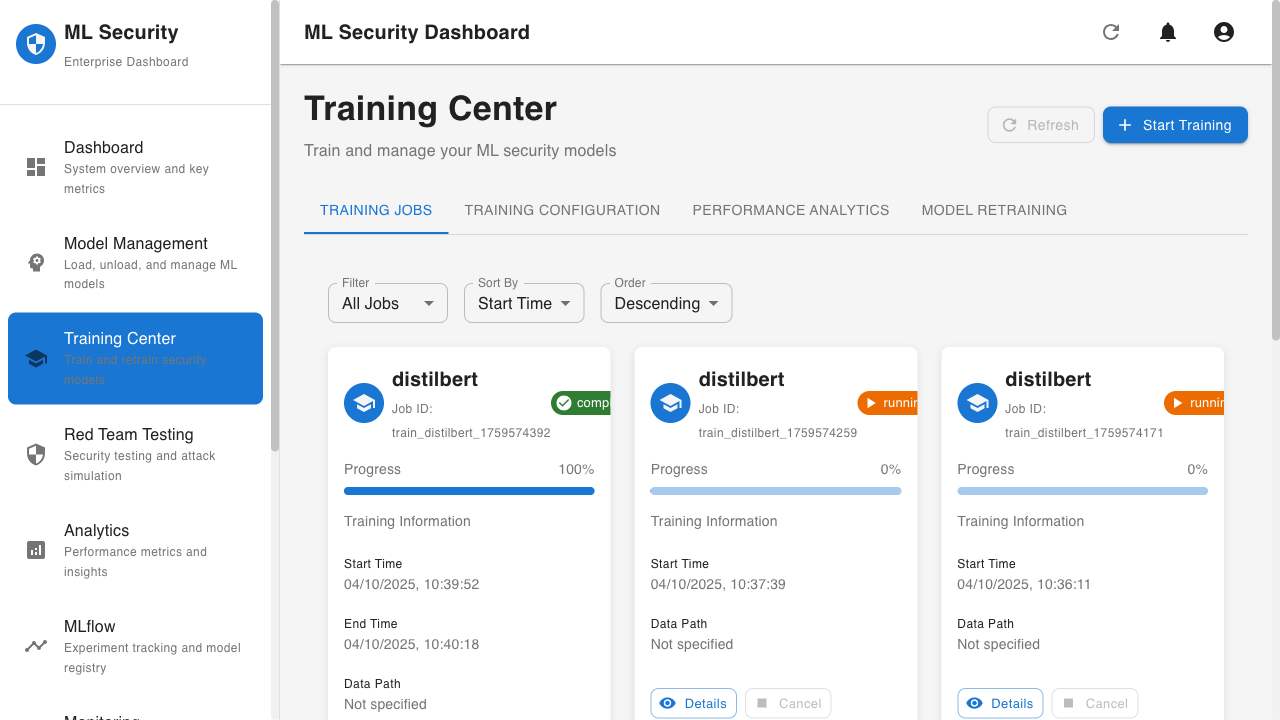 ML Security
Enterprise Dashboard
Dashboard
System overview and key
metrics
Model Management
Load, unload, and manage ML
models
Training Center
Train and retrain security
models
Red Team Testing
Security testing and attack
simulation
Analytics
Performance metrics and
insights
MLflow
Experiment tracking and model
registry
Monitoring
ML Security Dashboard
Training Center
Train and manage your ML security models
Refresh
Start Training
TRAINING JOBS
TRAINING CONFIGURATION
PERFORMANCE ANALYTICS
MODEL RETRAINING
Filter
All Jobs
Sort By
Start Time
Order
Descending
distilbert
Job ID:
train_distilbert_1759574392
comp
Progress
100%
Training Information
Start Time
04/10/2025, 10:39:52
End Time
04/10/2025, 10:40:18
Data Path
Not specified
distilbert
Job ID:
train_distilbert_1759574259
runnin
Progress
0%
Training Information
Start Time
04/10/2025, 10:37:39
Data Path
Not specified
Details
Cancel
distilbert
Job ID:
train_distilbert_1759574171
runnin
Progress
0%
Training Information
Start Time
04/10/2025, 10:36:11
Data Path
Not specified
Details
Cancel